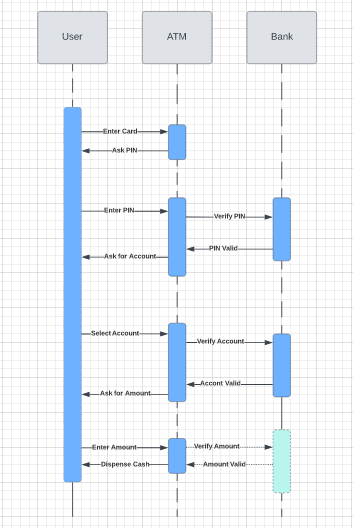 User
ATM
Bank
Enter Card
Ask PIN
Enter PIN
Verify PIN
PIN Valid
Ask for Account
Select Account
Verify Account
Accont Valid
Ask for Amount
Enter Amount
Verify Amount
Dispense Cash
Amount Valid